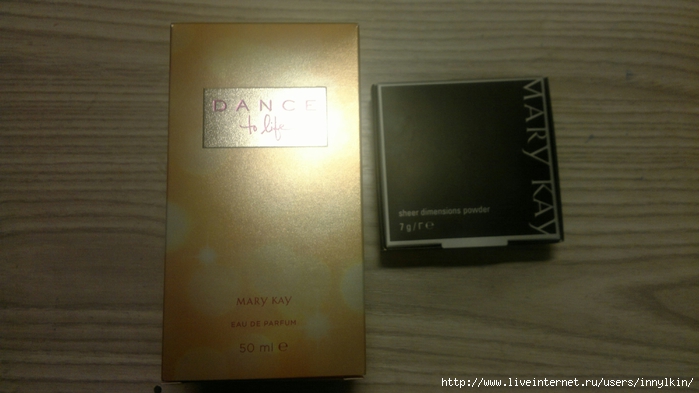 DANCE
to life
MARY KAY
EAU DE PARFUM
50 ml ℮
MARY KAY
sheer dimensions powder
7 g/Г℮
http://www.liveinternet.ru/users/innylkin/